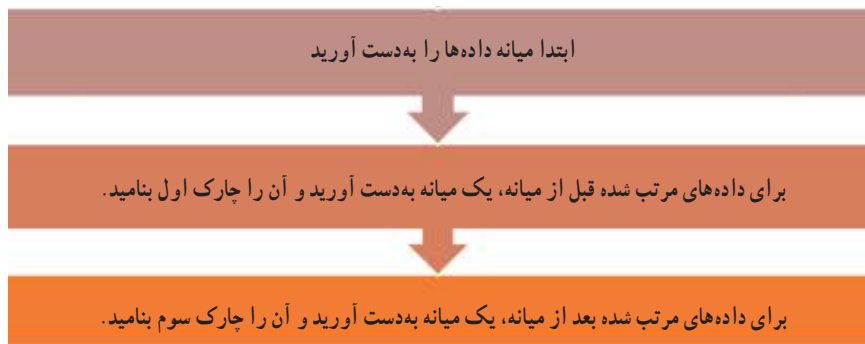 ابتدا میانه داده‌ها را به‌دست آورید
برای داده‌های مرتب شده قبل از میانه، یک میانه به‌دست آورید و آن را چارک اول بنامید.
برای داده‌های مرتب شده بعد از میانه، یک میانه به‌دست آورید و آن را چارک سوم بنامید.